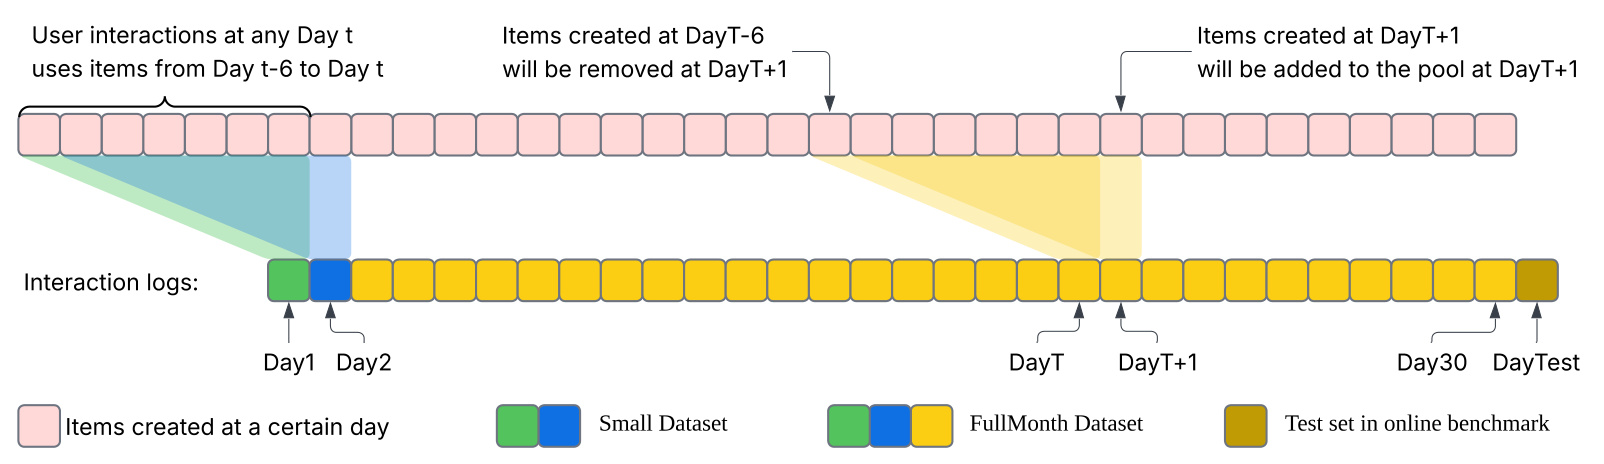 User interactions at any Day t
uses items from Day t-6 to Day t
Items created at DayT-6
will be removed at DayT+1
Items created at DayT+1
will be added to the pool at DayT+1
Interaction logs:
Day1
Day2
DayT
DayT+1
Day30
DayTest
Items created at a certain day
Small Dataset
FullMonth Dataset
Test set in online benchmark